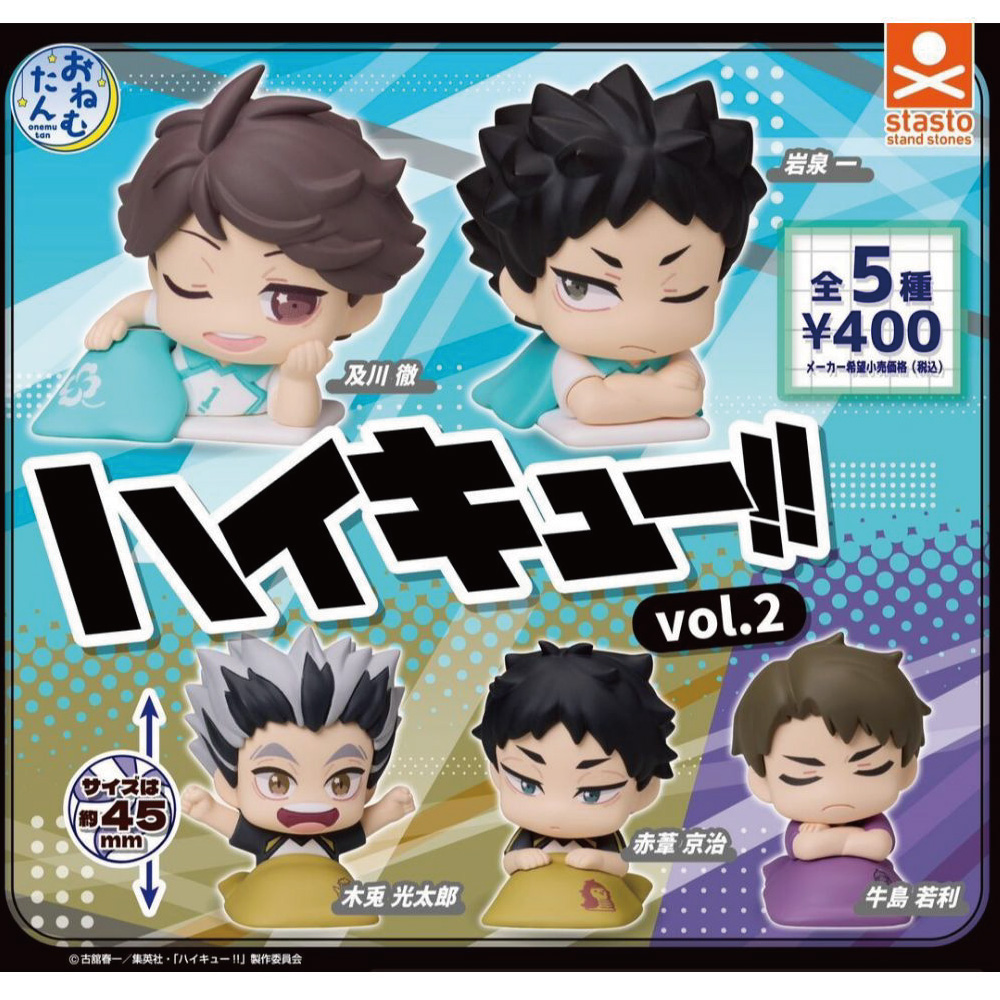 おねむ
たん
onemu
tan
stasto
stand stones
岩泉 一
全5種
¥400
メーカー希望小売価格(税込)
及川 徹
1
ハイキュー!!
vol.2
サイズは
約45
mm
赤葦 京治
木兎 光太郎
牛島 若利
©古舘春一/集英社・「ハイキュー!!」製作委員会